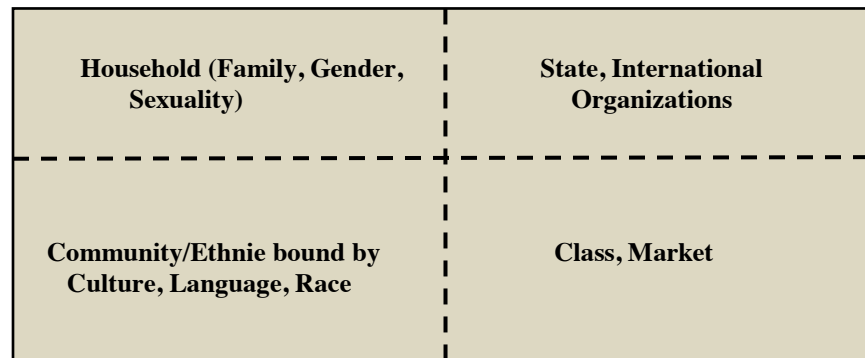 Household (Family, Gender,
Sexuality)
State, International
Organizations
Community/Ethnie bound by
Culture, Language, Race
Class, Market